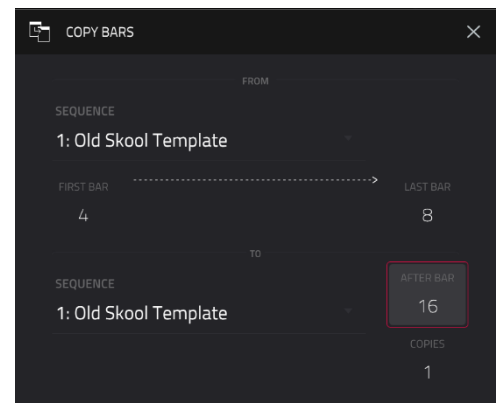 COPY BARS
FROM
SEQUENCE
1: Old Skool Template
FIRST BAR
LAST BAR
4
8
TO
SEQUENCE
AFTER BAR
1: Old Skool Template
16
COPIES
1